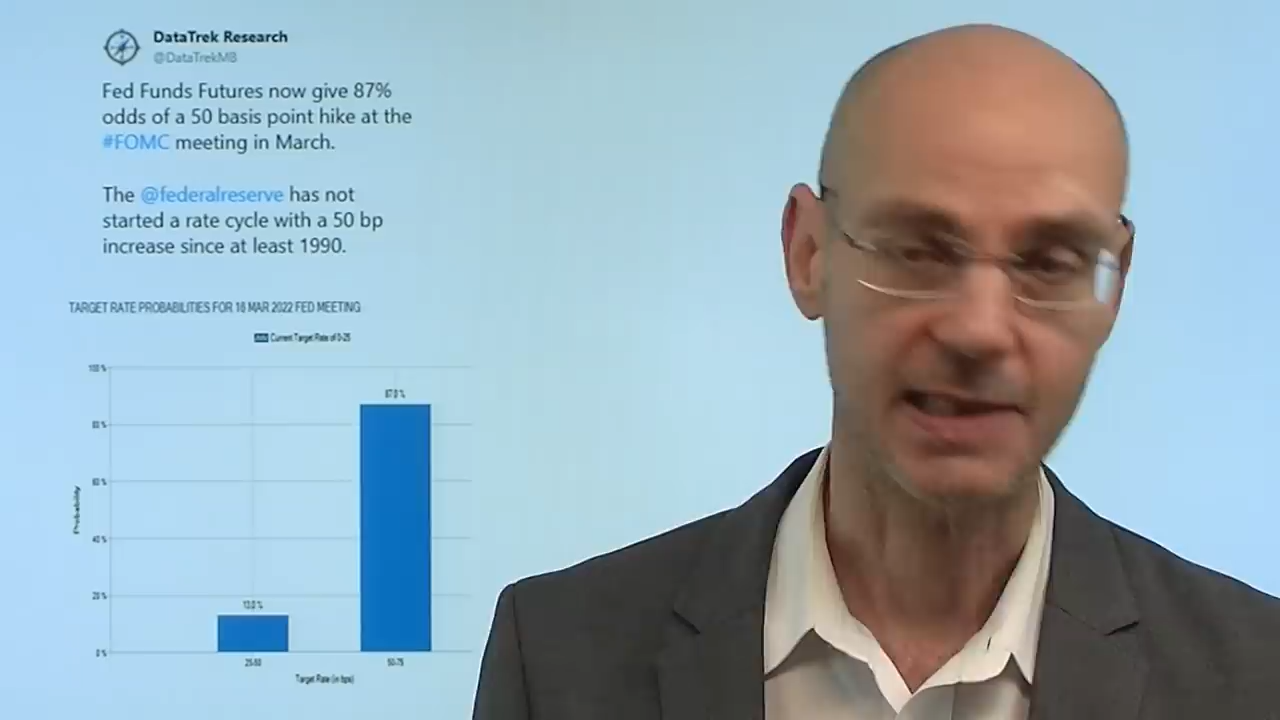 DataTrek Research
@DataTrekMB
Fed Funds Futures now give 87%
odds of a 50 basis point hike at the
#FOMC meeting in March.
The @federalreserve has not
started a rate cycle with a 50 bp
increase since at least 1990.
TARGET RATE PROBABILITIES FOR 16 MAR 2022 FED MEETING
Current Target Rate of 0-25
100 %
87.0 %
80 %
60 %
Probability
40 %
20 %
13.0 %
0 %
25-50
50-75
Target Rate (in bps)